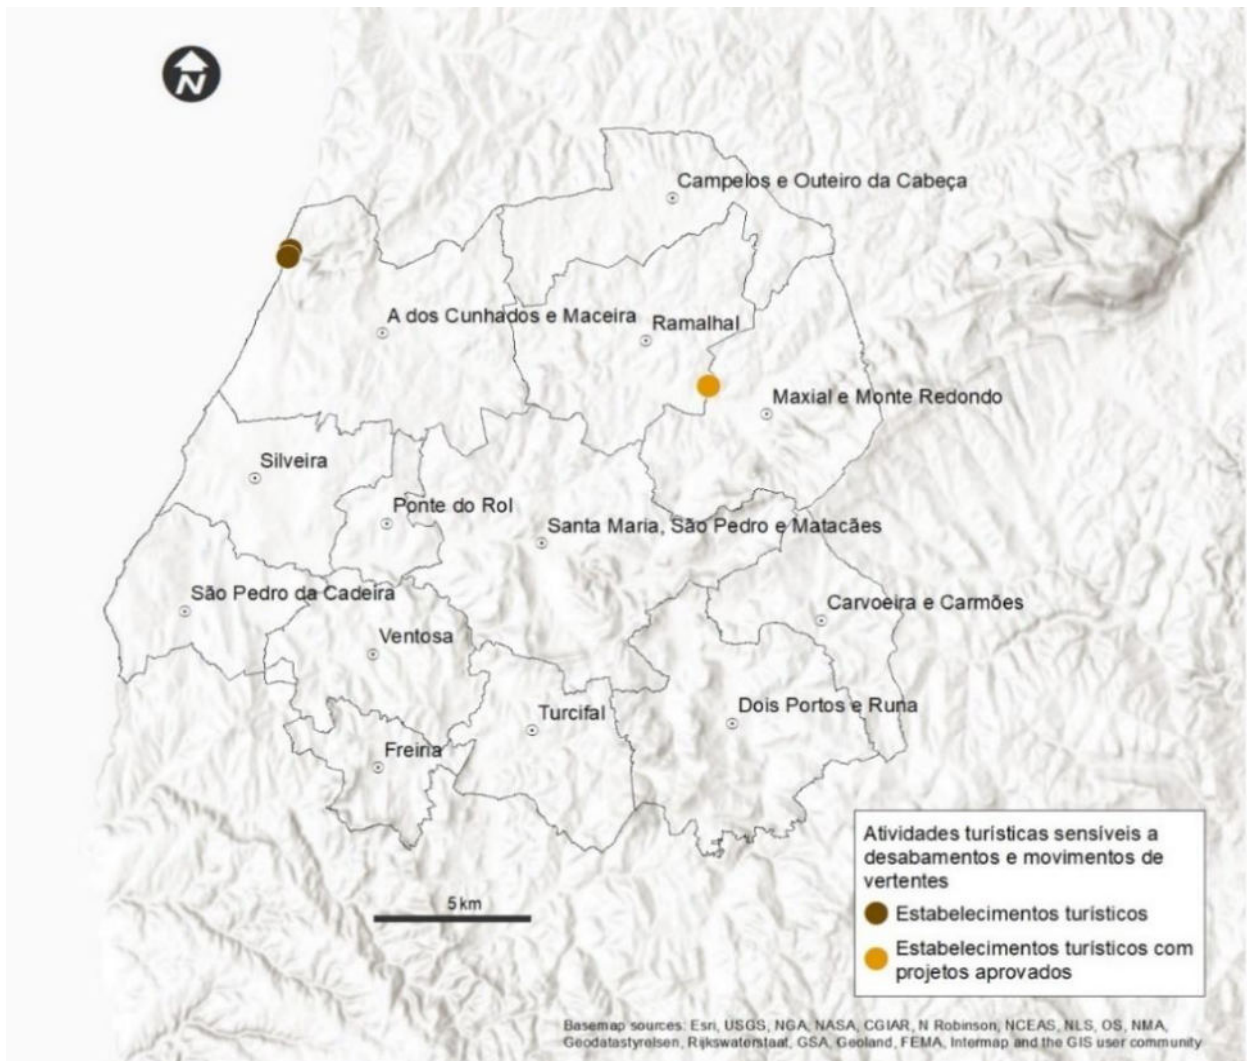 N
Campelos e Outeiro da Cabeça
A dos Cunhados e Maceira
Ramalhal
Maxial e Monte Redondo
Silveira
Ponte do Rol
Santa Maria, São Pedro e Matacães
São Pedro da Cadeira
Carvoeira e Carmões
Ventosa
Turcifal
Dois Portos e Runa
Freiria
5 km
Atividades turísticas sensíveis a
desabamentos e movimentos de
vertentes
Estabelecimentos turísticos
Estabelecimentos turísticos com
projetos aprovados
Basemap sources: Esri, USGS, NGA, NASA, CGIAR, N Robinson, NCEAS, NLS, OS, NMA,
Geodatastyrelsen, Rijkswaterstaat, GSA, Geoland, FEMA, Intermap and the GIS user community